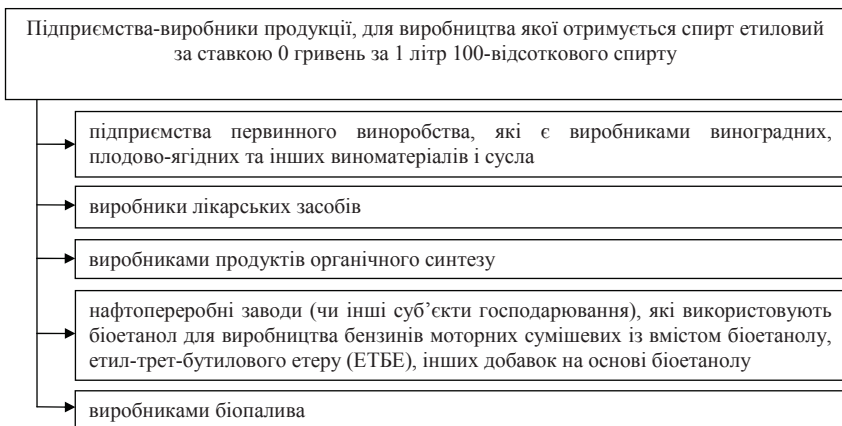 Підприємства-виробники продукції, для виробництва якої отримується спирт етиловий
за ставкою 0 гривень за 1 літр 100-відсоткового спирту
підприємства первинного виноробства, які є виробниками виноградних,
плодово-ягідних та інших виноматеріалів і сусла
виробники лікарських засобів
виробниками продуктів органічного синтезу
нафтопереробні заводи (чи інші суб’єкти господарювання), які використовують
біоетанол для виробництва бензинів моторних сумішевих із вмістом біоетанолу,
етил-трет-бутилового етеру (ЕТБЕ), інших добавок на основі біоетанолу
виробниками біопалива